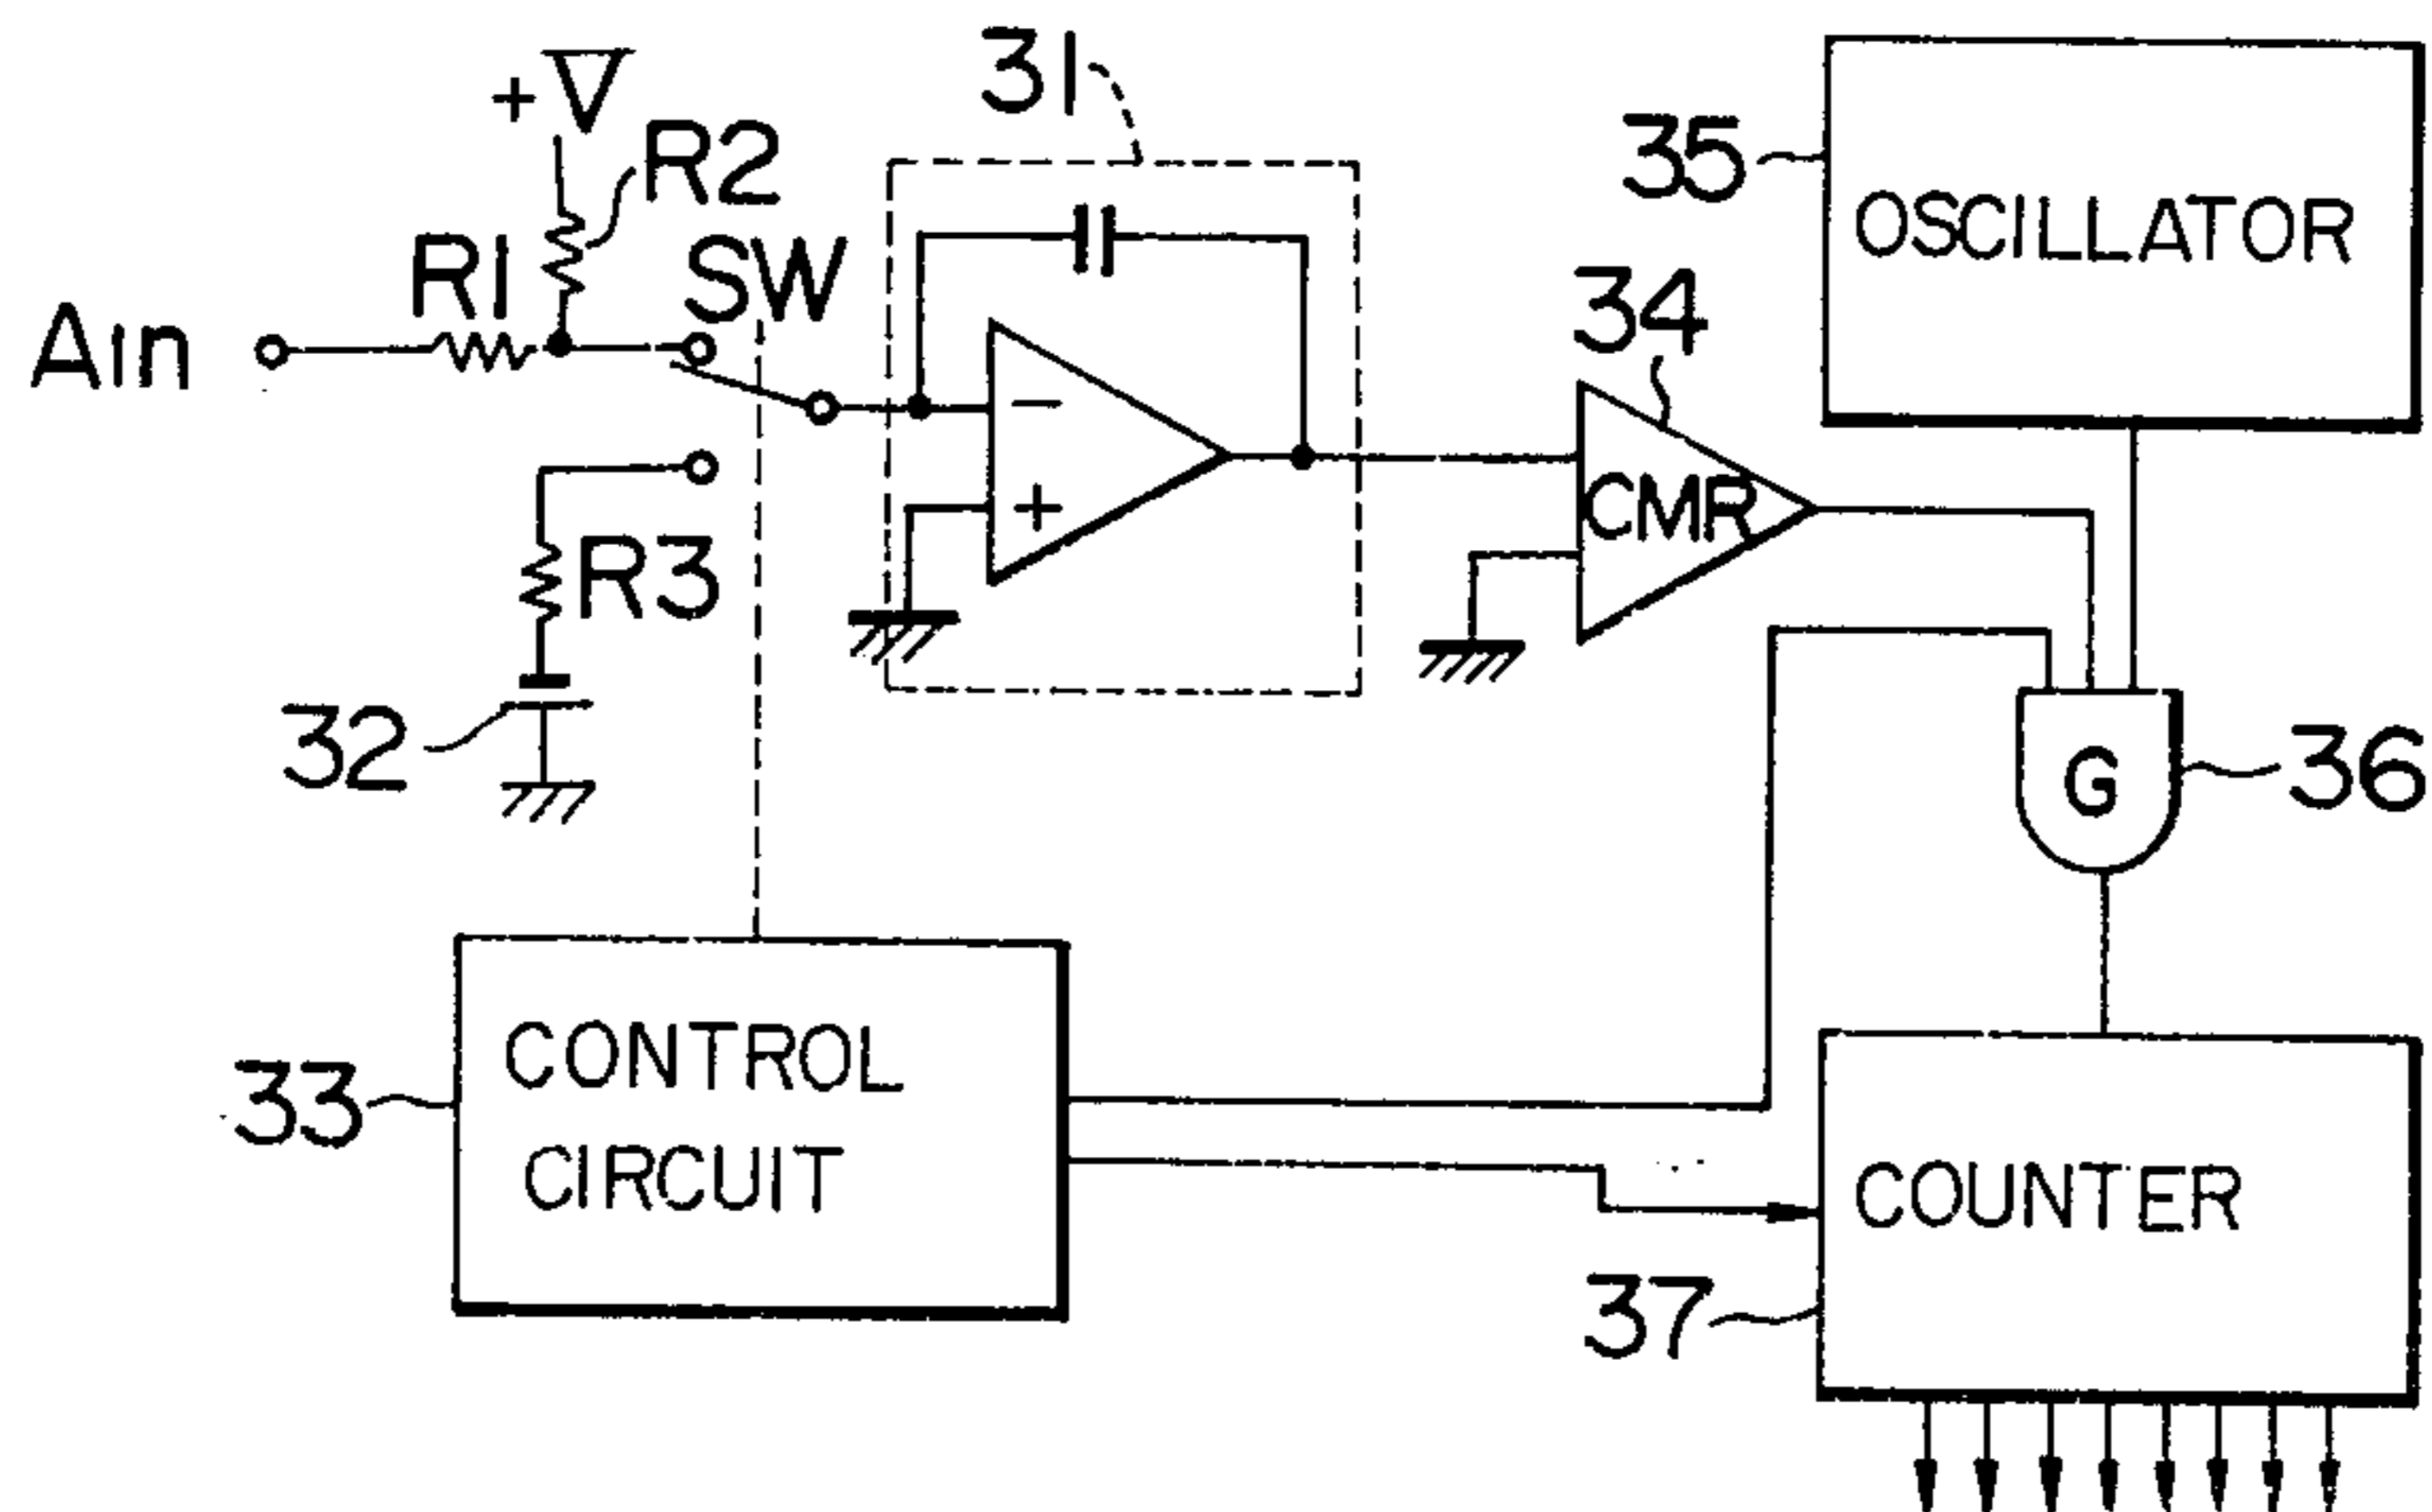 +V
31
R2
35
OSCILLATOR
R1
SW
34
Ain
−
CMR
+
R3
32
36
G
CONTROL
CIRCUIT
33
COUNTER
37